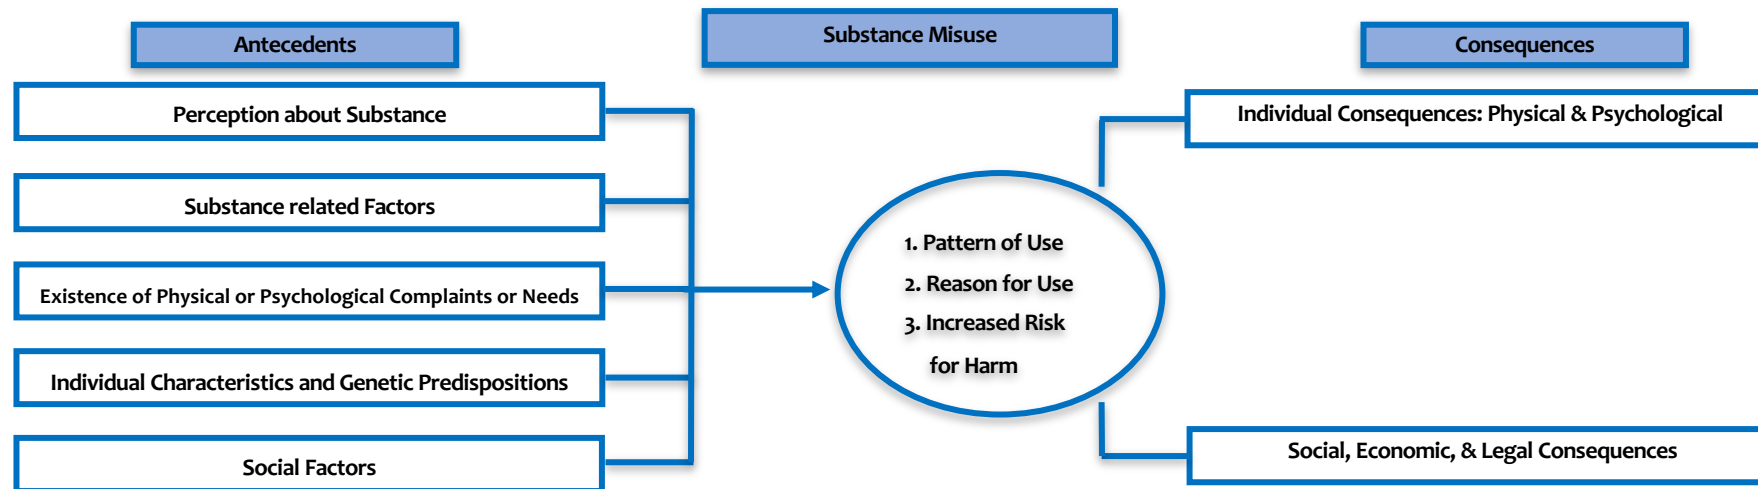 Antecedents
Substance Misuse
Consequences
Perception about Substance
Substance related Factors
Existence of Physical or Psychological Complaints or Needs
Individual Characteristics and Genetic Predispositions
Social Factors
1. Pattern of Use
2. Reason for Use
3. Increased Risk
for Harm
Individual Consequences: Physical & Psychological
Social, Economic, & Legal Consequences